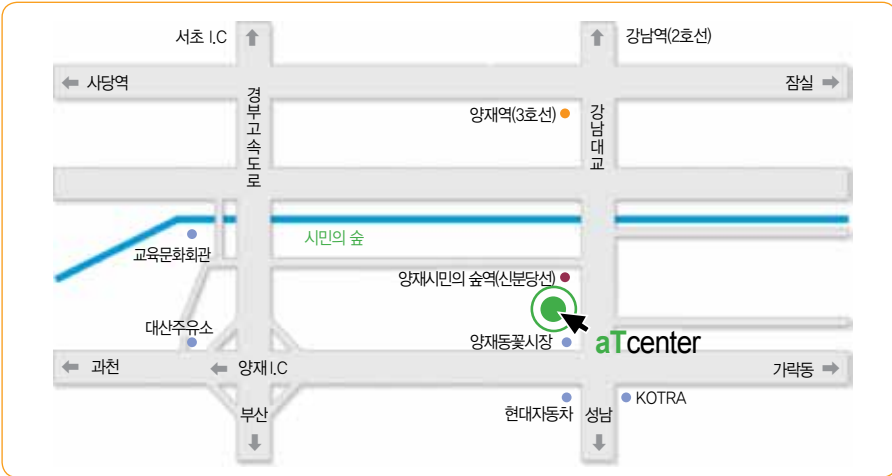 서초 I.C
강남역(2호선)
사당역
잠실
경부고속도로
양재역(3호선)
강남대교
시민의 숲
교육문화회관
양재시민의 숲역(신분당선)
대산주유소
양재동꽃시장
aTcenter
과천
양재I.C
가락동
부산
현대자동차
성남
KOTRA